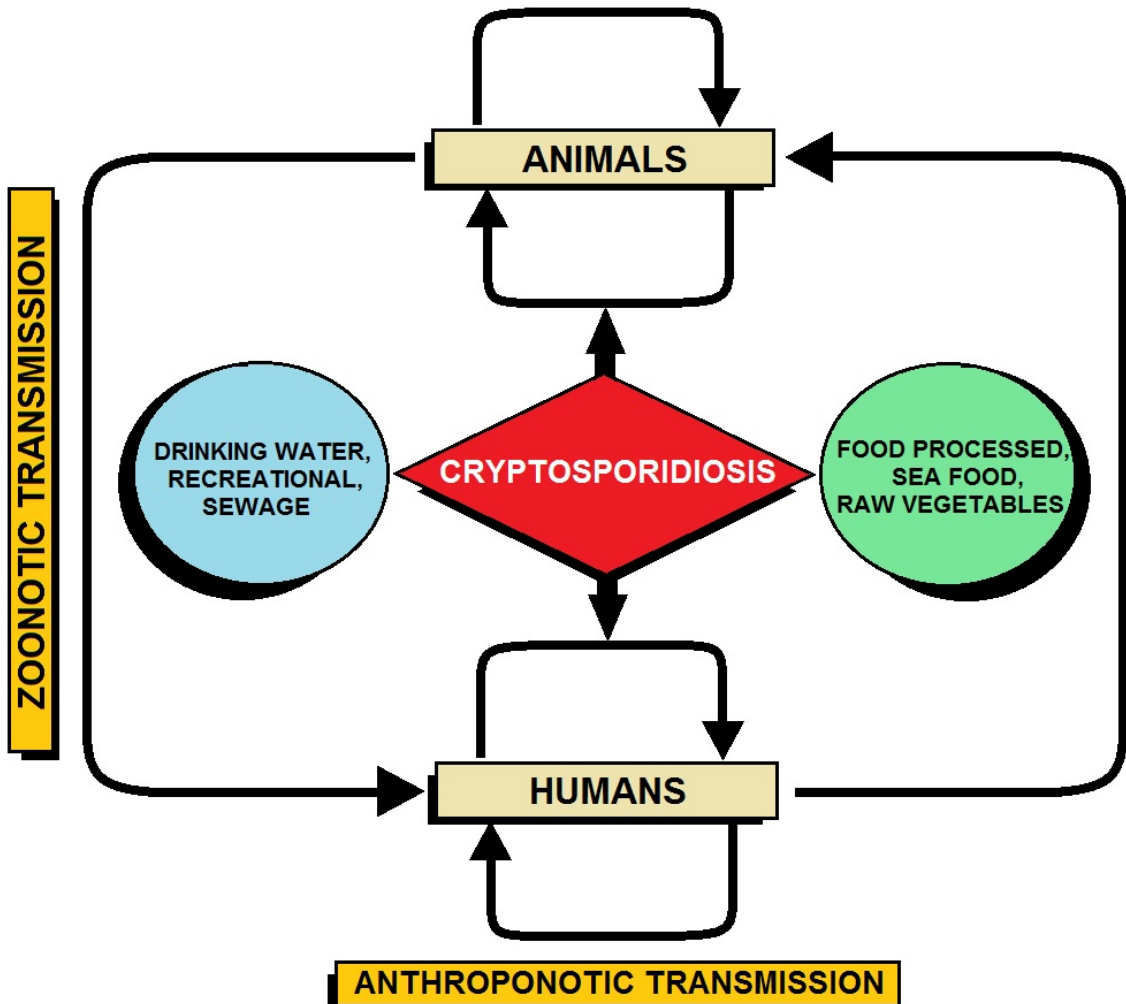 ANIMALS
ZOONOTIC TRANSMISSION
DRINKING WATER,
RECREATIONAL,
SEWAGE
CRYPTOSPORIDIOSIS
FOOD PROCESSED,
SEA FOOD,
RAW VEGETABLES
HUMANS
ANTHROPONOTIC TRANSMISSION